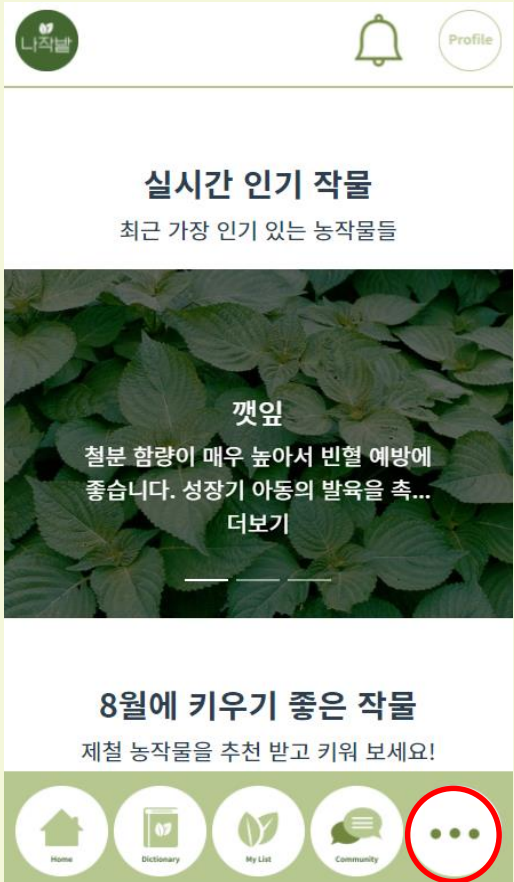 나작밭
Profile
실시간 인기 작물
최근 가장 인기 있는 농작물들
깻잎
철분 함량이 매우 높아서 빈혈 예방에
좋습니다. 성장기 아동의 발육을 촉...
더보기
8월에 키우기 좋은 작물
제철 농작물을 추천 받고 키워 보세요!
Home
Dictionary
My List
Community